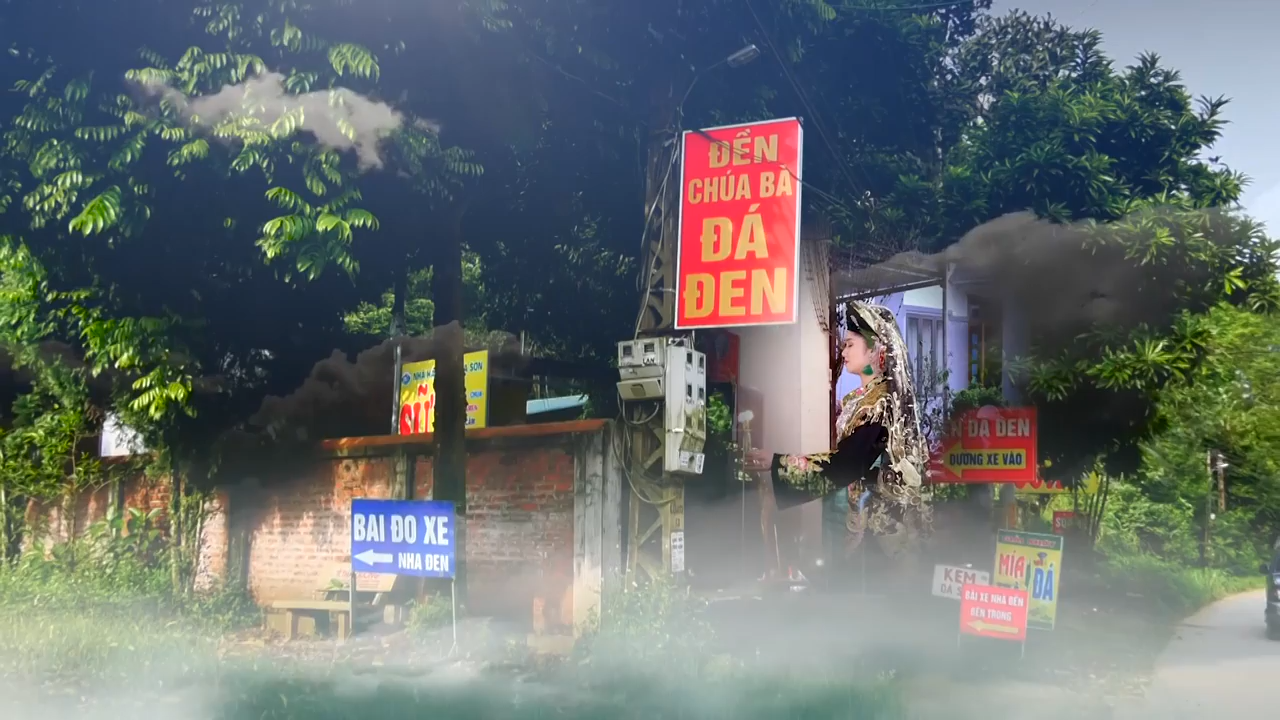 ĐỀN
CHÚA BÀ
ĐÁ
ĐEN
BAI ĐO XE
NHA ĐEN
ĐÁ ĐEN
ĐƯỜNG XE VÀO
KEM
MÍA
ĐÁ
BÃI XE NHÀ ĐỀN
BÊN TRONG